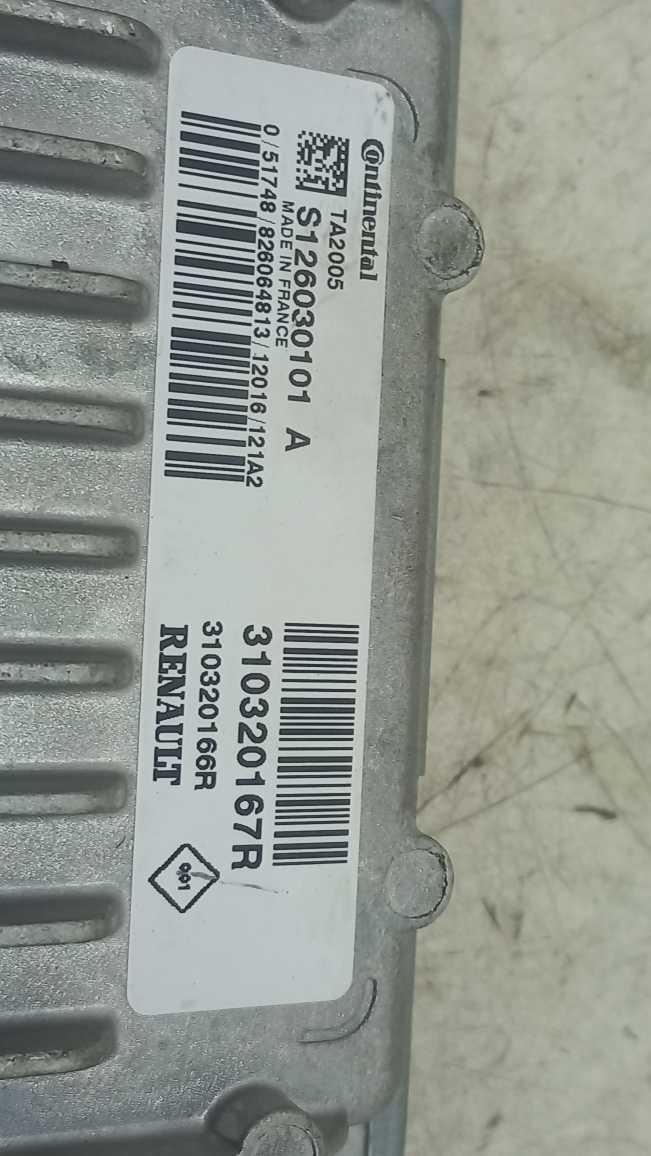 Continental
TA2005
S126030101 A
MADE IN FRANCE
0/51748/826064813/12016/121A2
310320167R
310320166R
RENAULT